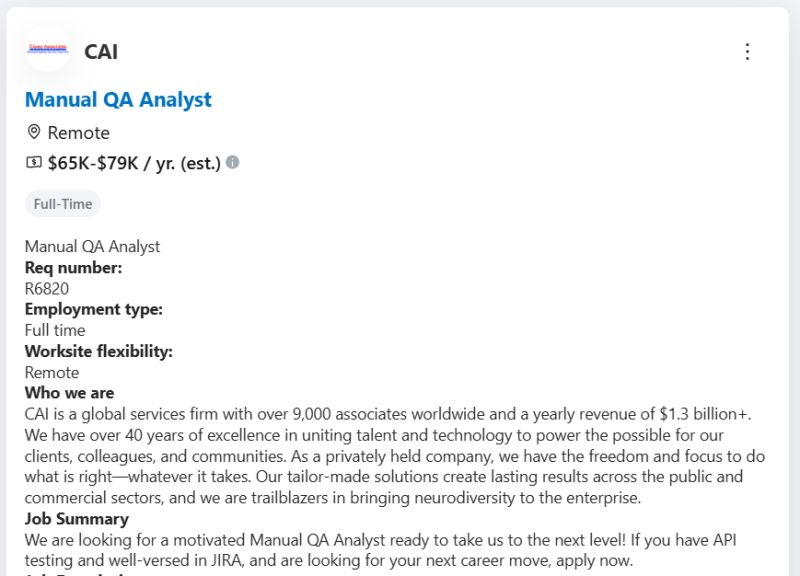 CAI
Manual QA Analyst
Remote
$65K-$79K / yr. (est.)
Full-Time
Manual QA Analyst
Req number:
R6820
Employment type:
Full time
Worksite flexibility:
Remote
Who we are
CAI is a global services firm with over 9,000 associates worldwide and a yearly revenue of $1.3 billion+.
We have over 40 years of excellence in uniting talent and technology to power the possible for our
clients, colleagues, and communities. As a privately held company, we have the freedom and focus to do
what is right—whatever it takes. Our tailor-made solutions create lasting results across the public and
commercial sectors, and we are trailblazers in bringing neurodiversity to the enterprise.
Job Summary
We are looking for a motivated Manual QA Analyst ready to take us to the next level! If you have API
testing and well-versed in JIRA, and are looking for your next career move, apply now.